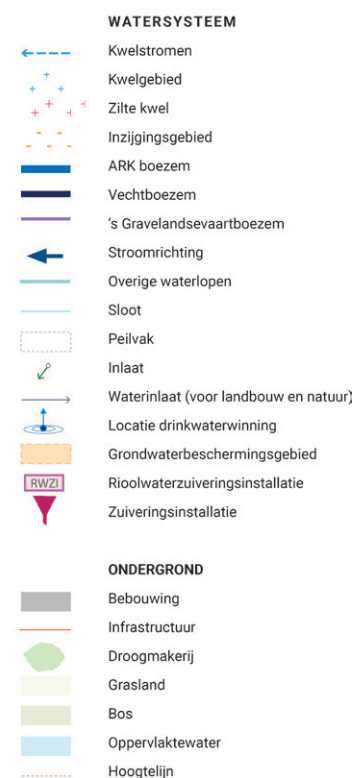 WATERSYSTEEM
Kwelstromen
Kwelgebied
Zilte kwel
Inzijgingsgebied
ARK boezem
Vechtboezem
's Gravelandsevaartboezem
Stroomrichting
Overige waterlopen
Sloot
Peilvak
Inlaat
Waterinlaat (voor landbouw en natuur)
Locatie drinkwaterwinning
Grondwaterbeschermingsgebied
RWZI Rioolwaterzuiveringsinstallatie
Zuiveringsinstallatie
ONDERGROND
Bebouwing
Infrastructuur
Droogmakerij
Grasland
Bos
Oppervlaktewater
Hoogtelijn